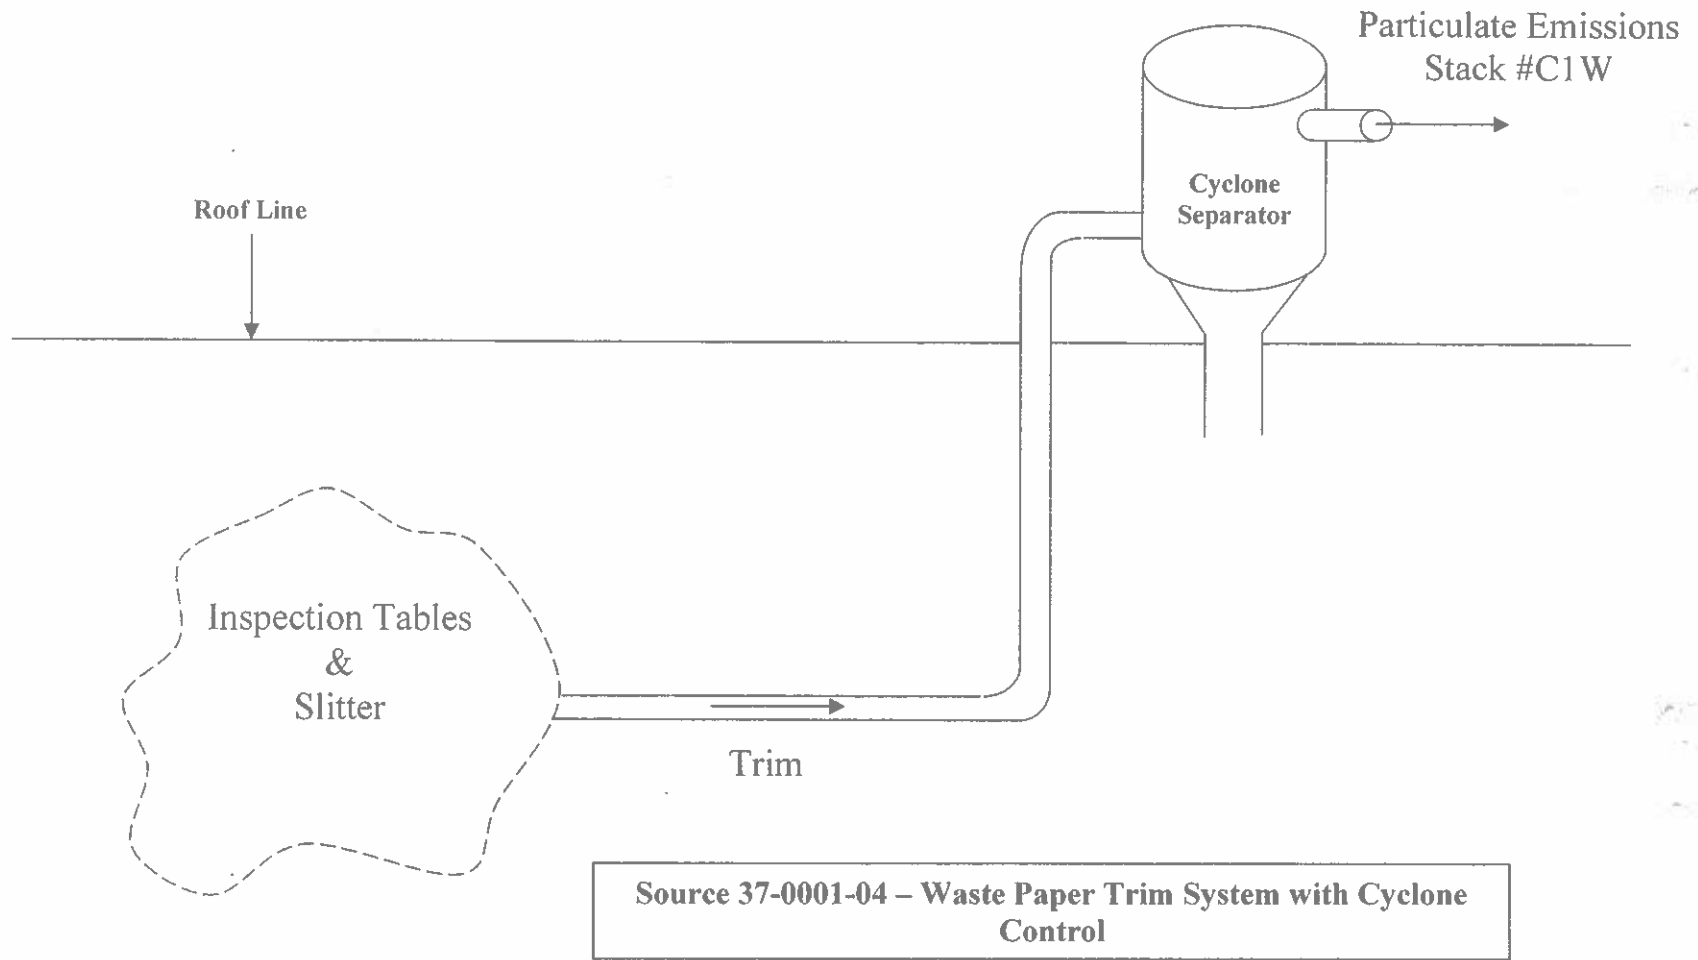 Particulate Emissions
Stack #C1W
Cyclone
Separator
Roof Line
Inspection Tables
&
Slitter
Trim
Source 37-0001-04 – Waste Paper Trim System with Cyclone
Control